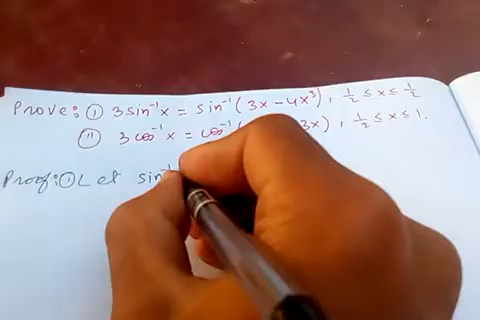 Prove: (i) 3sin⁻¹x = sin⁻¹(3x − 4x³), ½ ≤ x ≤ ½
(ii) 3cos⁻¹x = cos⁻¹( 3x), ½ ≤ x ≤ 1.
Proof: (i) Let sin⁻¹